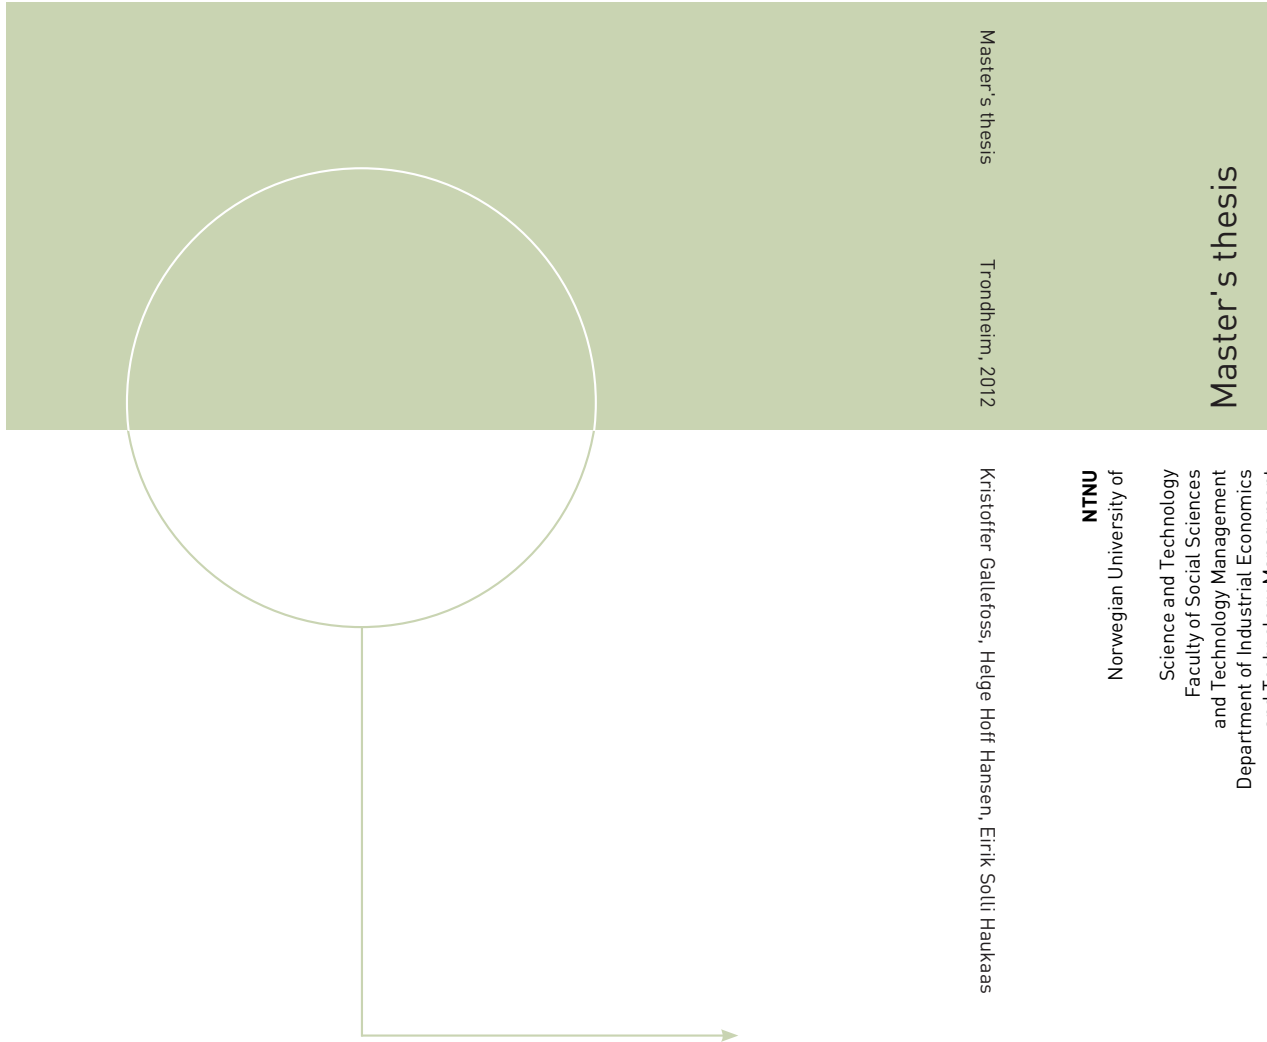 Master's thesis
Trondheim, 2012
Kristoffer Gallefoss, Helge Hoff Hansen, Eirik Solli Haukaas
NTNU
Norwegian University of
Science and Technology
Faculty of Social Sciences
and Technology Management
Department of Industrial Economics
Master's thesis